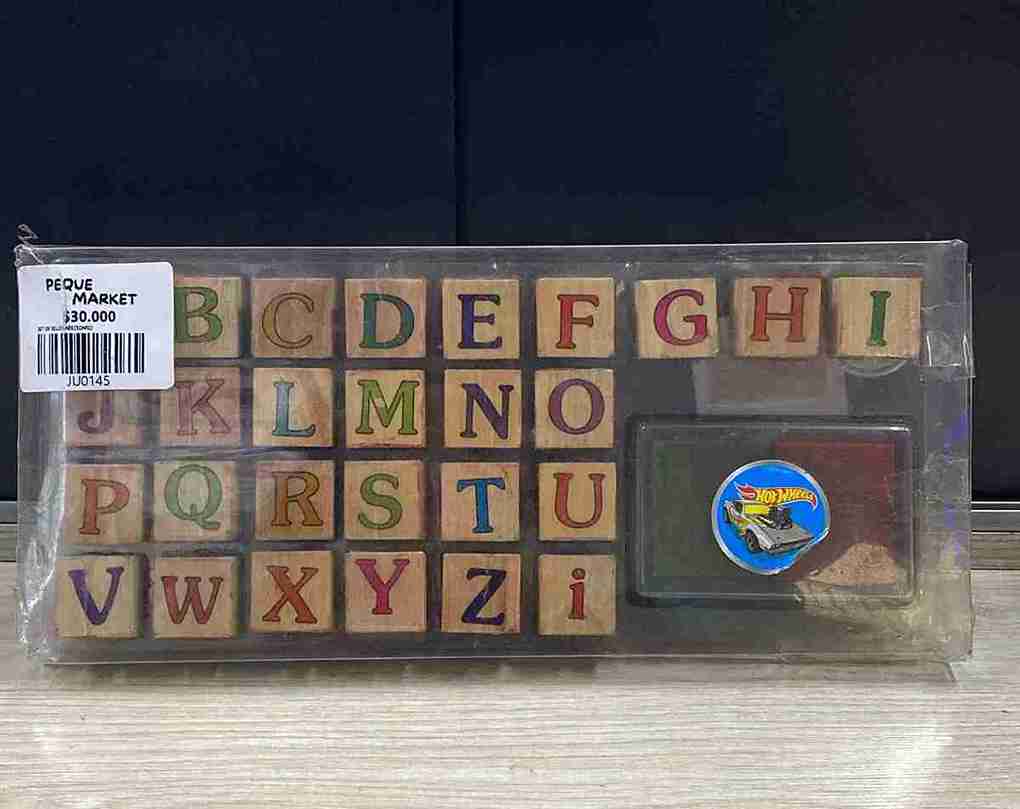 PEQUE
MARKET
$30.000
JU0145
B C D E F G H I
J K L M N O
HOT WHEELS
P Q R S T U
V W X Y Z i